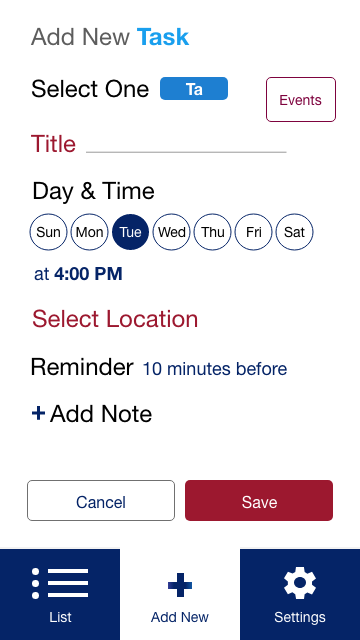 Add New Task
Select One Ta Events
Title
Day & Time
Sun Mon Tue Wed Thu Fri Sat
at 4:00 PM
Select Location
Reminder 10 minutes before
+ Add Note
Cancel Save
List Add New Settings